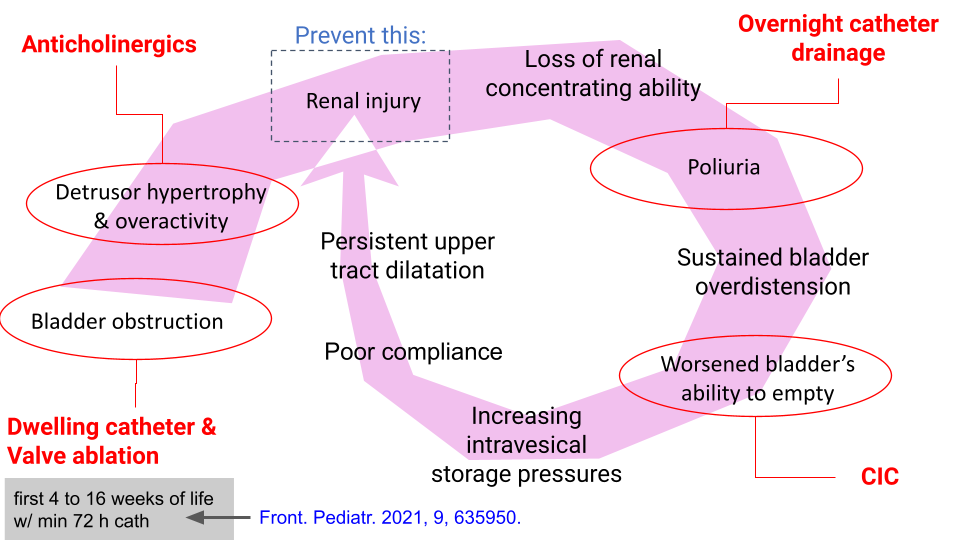 Prevent this:
Anticholinergics
Overnight catheter
drainage
Renal injury
Loss of renal
concentrating ability
Poliuria
Detrusor hypertrophy
& overactivity
Persistent upper
tract dilatation
Sustained bladder
overdistension
Bladder obstruction
Poor compliance
Worsened bladder's
ability to empty
Increasing
intravesical
storage pressures
Dwelling catheter &
Valve ablation
CIC
first 4 to 16 weeks of life
w/ min 72 h cath
Front. Pediatr. 2021, 9, 635950.